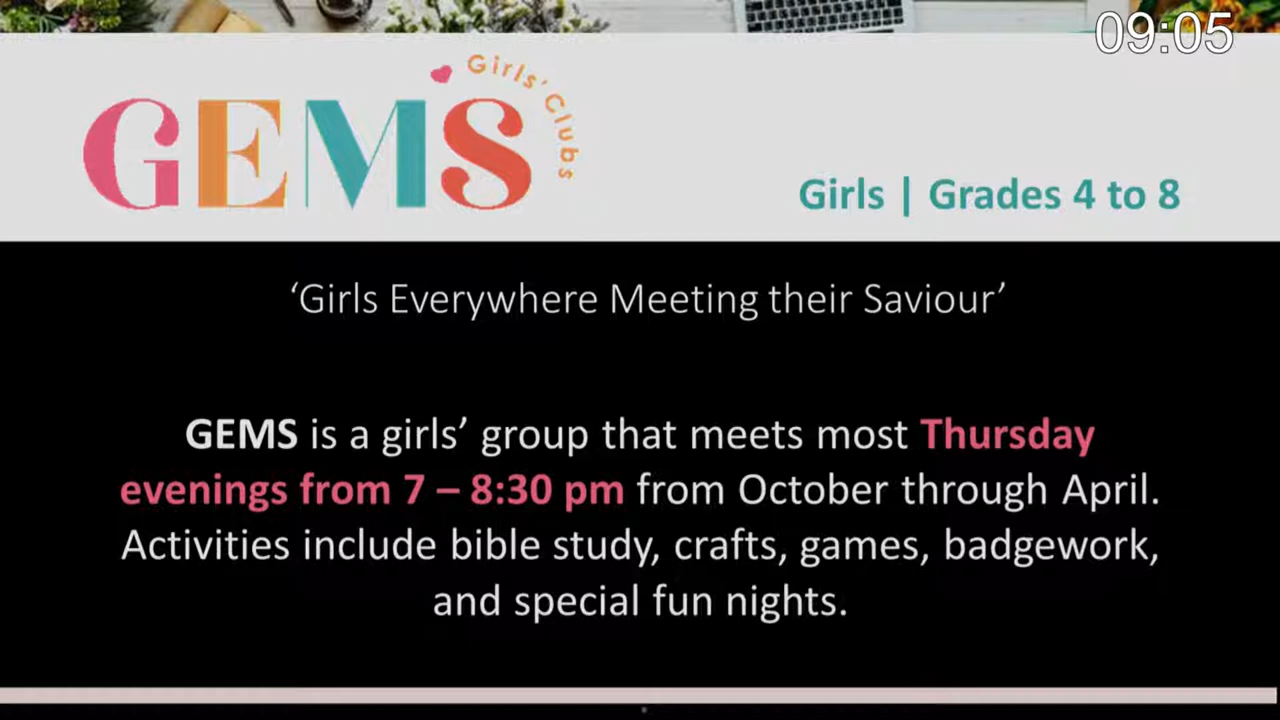 09:05
GEMS Girls' Clubs
Girls | Grades 4 to 8
‘Girls Everywhere Meeting their Saviour’
GEMS is a girls’ group that meets most Thursday
evenings from 7 – 8:30 pm from October through April.
Activities include bible study, crafts, games, badgework,
and special fun nights.